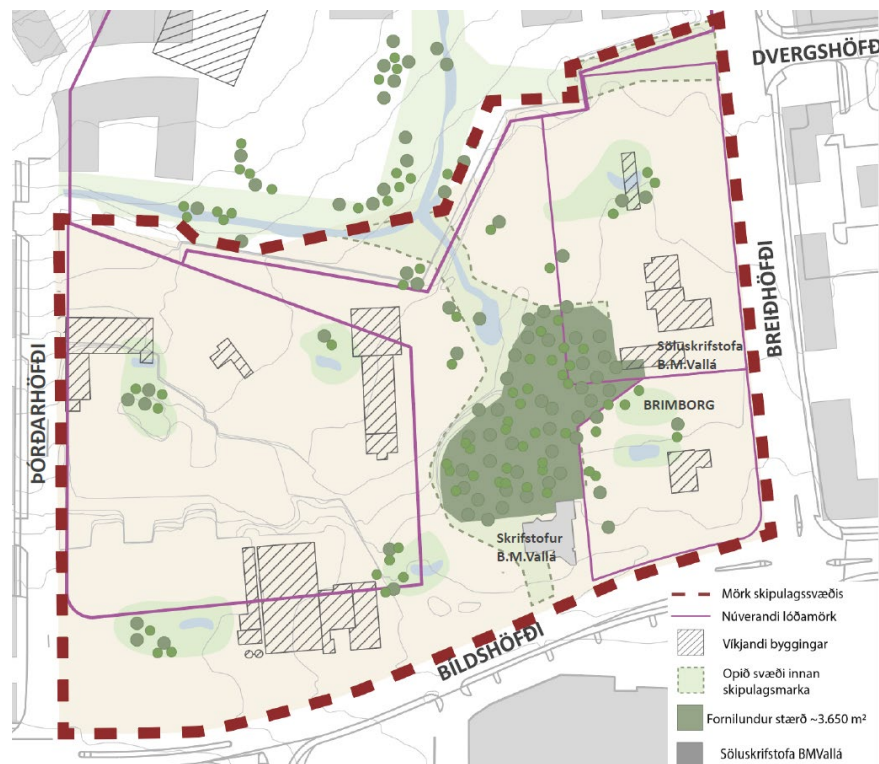 DVERGSHÖFÐ
BREIÐHÖFÐI
ÞÓRÐARHÖFÐI
Söluskrifstofa
B.M.Vallá
BRIMBORG
Skrifstofur
B.M.Vallá
BÍLDSHÖFÐI
Mörk skipulagssvæðis
Núverandi lóðamörk
Víkjandi byggingar
Opið svæði innan
skipulagsmarka
Fornilundur stærð ~3.650 m²
Söluskrifstofa BMVallá